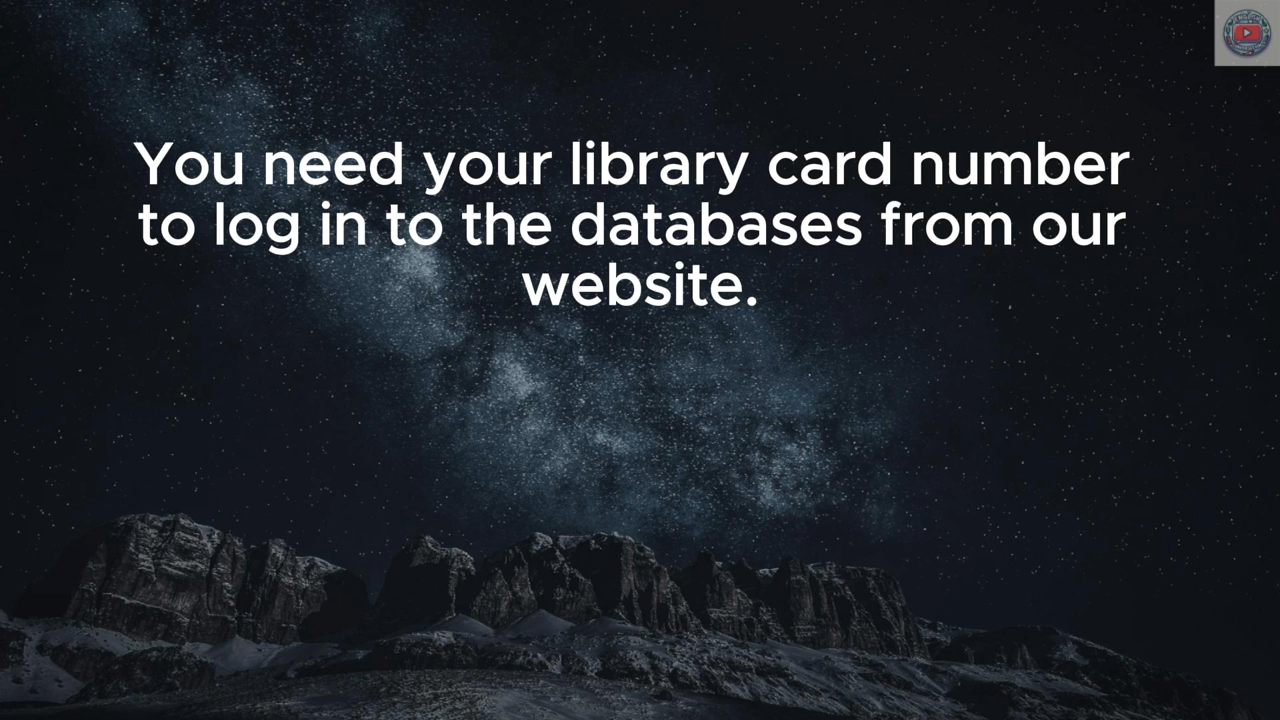 You need your library card number
to log in to the databases from our
website.